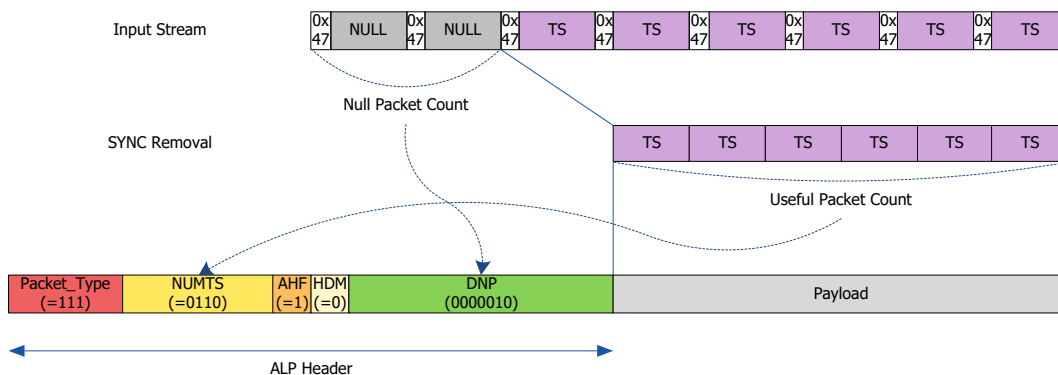 Input Stream
0x
47
NULL
0x
47
NULL
0x
47
TS
0x
47
TS
0x
47
TS
0x
47
TS
0x
47
TS
0x
47
TS
Null Packet Count
SYNC Removal
TS
TS
TS
TS
TS
TS
Useful Packet Count
Packet_Type
(=111)
NUMTS
(=0110)
AHF
(=1)
HDM
(=0)
DNP
(0000010)
Payload
ALP Header